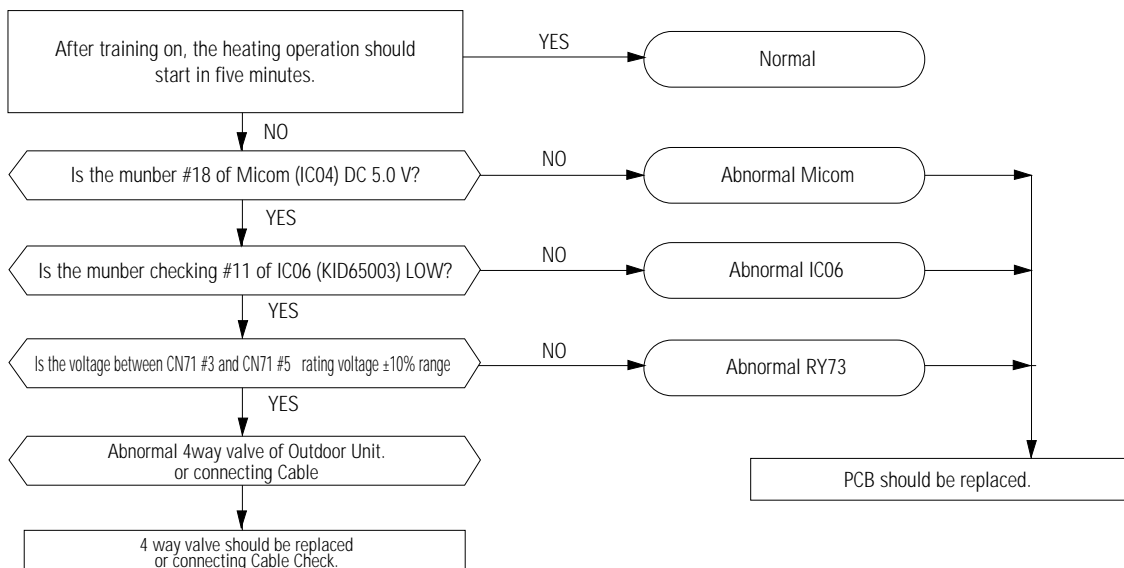 After training on, the heating operation should
start in five minutes.
YES
Normal
NO
Is the munber #18 of Micom (IC04) DC 5.0 V?
NO
Abnormal Micom
YES
Is the munber checking #11 of IC06 (KID65003) LOW?
NO
Abnormal IC06
YES
Is the voltage between CN71 #3 and CN71 #5 rating voltage ±10% range
NO
Abnormal RY73
YES
Abnormal 4way valve of Outdoor Unit.
or connecting Cable
PCB should be replaced.
4 way valve should be replaced
or connecting Cable Check.